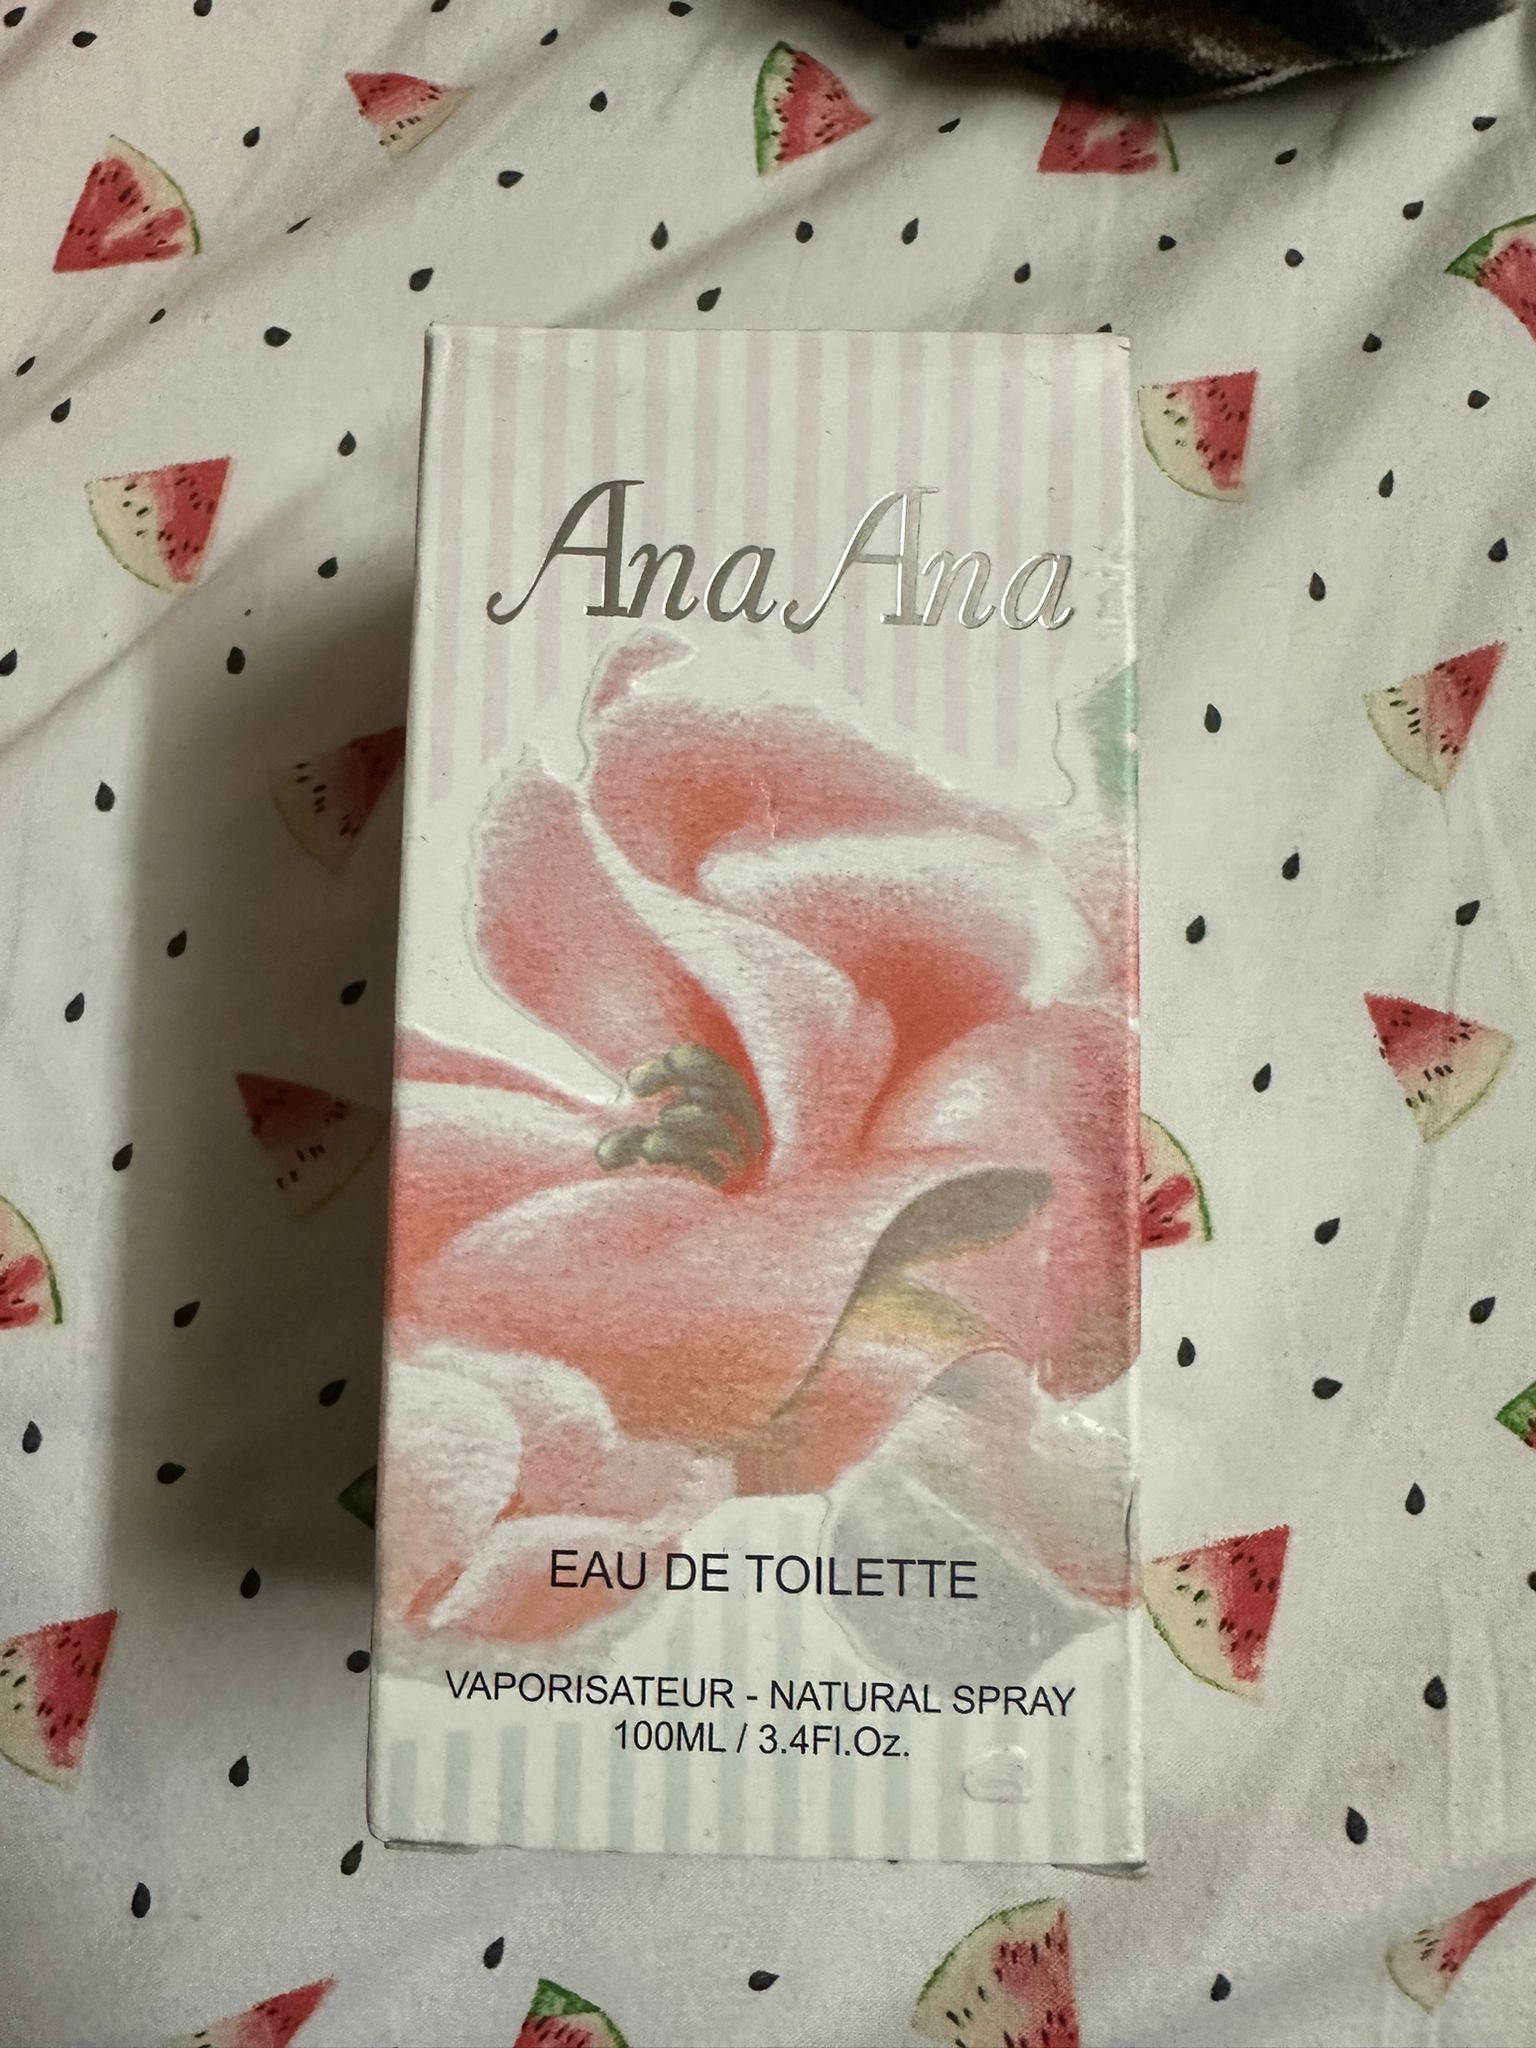 Ana Ana
EAU DE TOILETTE
VAPORISATEUR - NATURAL SPRAY
100ML / 3.4Fl.Oz.